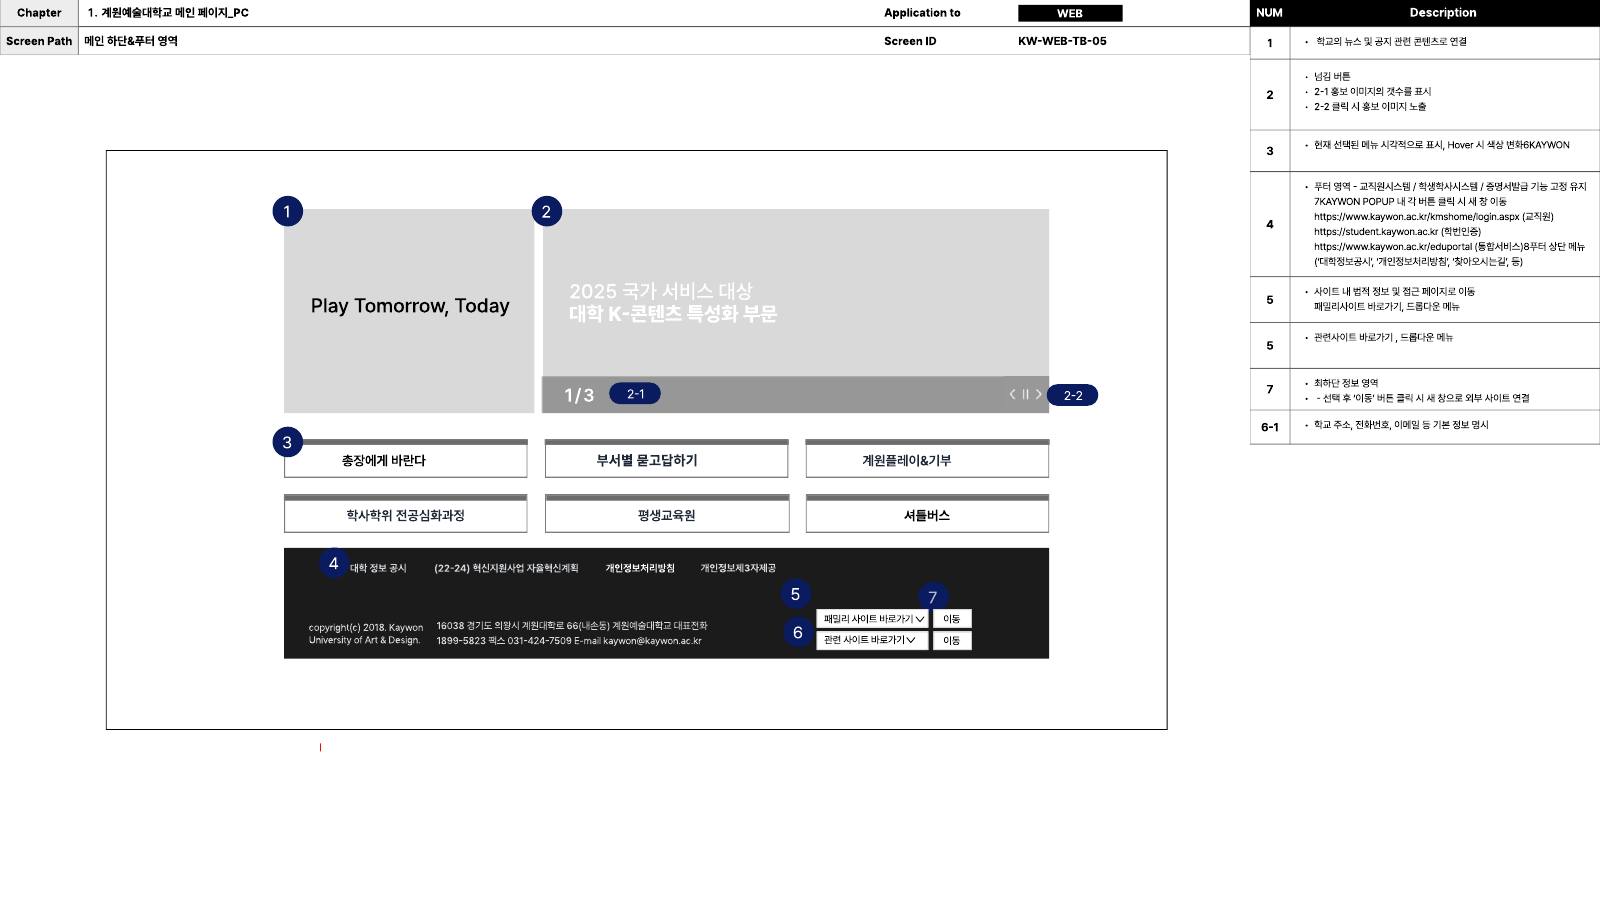 Chapter
1. 계원예술대학교 메인 페이지_PC
Application to
WEB
Screen Path
메인 하단&푸터 영역
Screen ID
KW-WEB-TB-05
NUM
Description
1
• 학교의 뉴스 및 공지 관련 콘텐츠로 연결
2
• 넘김 버튼
• 2-1 홍보 이미지의 갯수를 표시
• 2-2 클릭 시 홍보 이미지 노출
3
• 현재 선택된 메뉴 시각적으로 표시, Hover 시 색상 변화6KAYWON
4
• 푸터 영역 - 교직원시스템 / 학생학사시스템 / 증명서발급 기능 고정 유지
7KAYWON POPUP 내 각 버튼 클릭 시 새 창 이동
https://www.kaywon.ac.kr/kmshome/login.aspx (교직원)
https://student.kaywon.ac.kr (학번인증)
https://www.kaywon.ac.kr/eduportal (통합서비스)8푸터 상단 메뉴
('대학정보공시', '개인정보처리방침', '찾아오시는길', 등)
5
• 사이트 내 법적 정보 및 접근 페이지로 이동
패밀리사이트 바로가기, 드롭다운 메뉴
5
• 관련사이트 바로가기 , 드롭다운 메뉴
7
• 최하단 정보 영역
• - 선택 후 '이동' 버튼 클릭 시 새 창으로 외부 사이트 연결
6-1
• 학교 주소, 전화번호, 이메일 등 기본 정보 명시
1
2
Play Tomorrow, Today
2025 국가 서비스 대상
대학 K-콘텐츠 특성화 부문
1/3
2-1
2-2
3
총장에게 바란다
부서별 묻고답하기
계원플레이&기부
학사학위 전공심화과정
평생교육원
셔틀버스
4
대학 정보 공시
(22-24) 혁신지원사업 자율혁신계획
개인정보처리방침
개인정보제3자제공
5
7
패밀리 사이트 바로가기
이동
6
관련 사이트 바로가기
이동
copyright(c) 2018. Kaywon
University of Art & Design.
16038 경기도 의왕시 계원대학로 66(내손동) 계원예술대학교 대표전화
1899-5823 팩스 031-424-7509 E-mail kaywon@kaywon.ac.kr